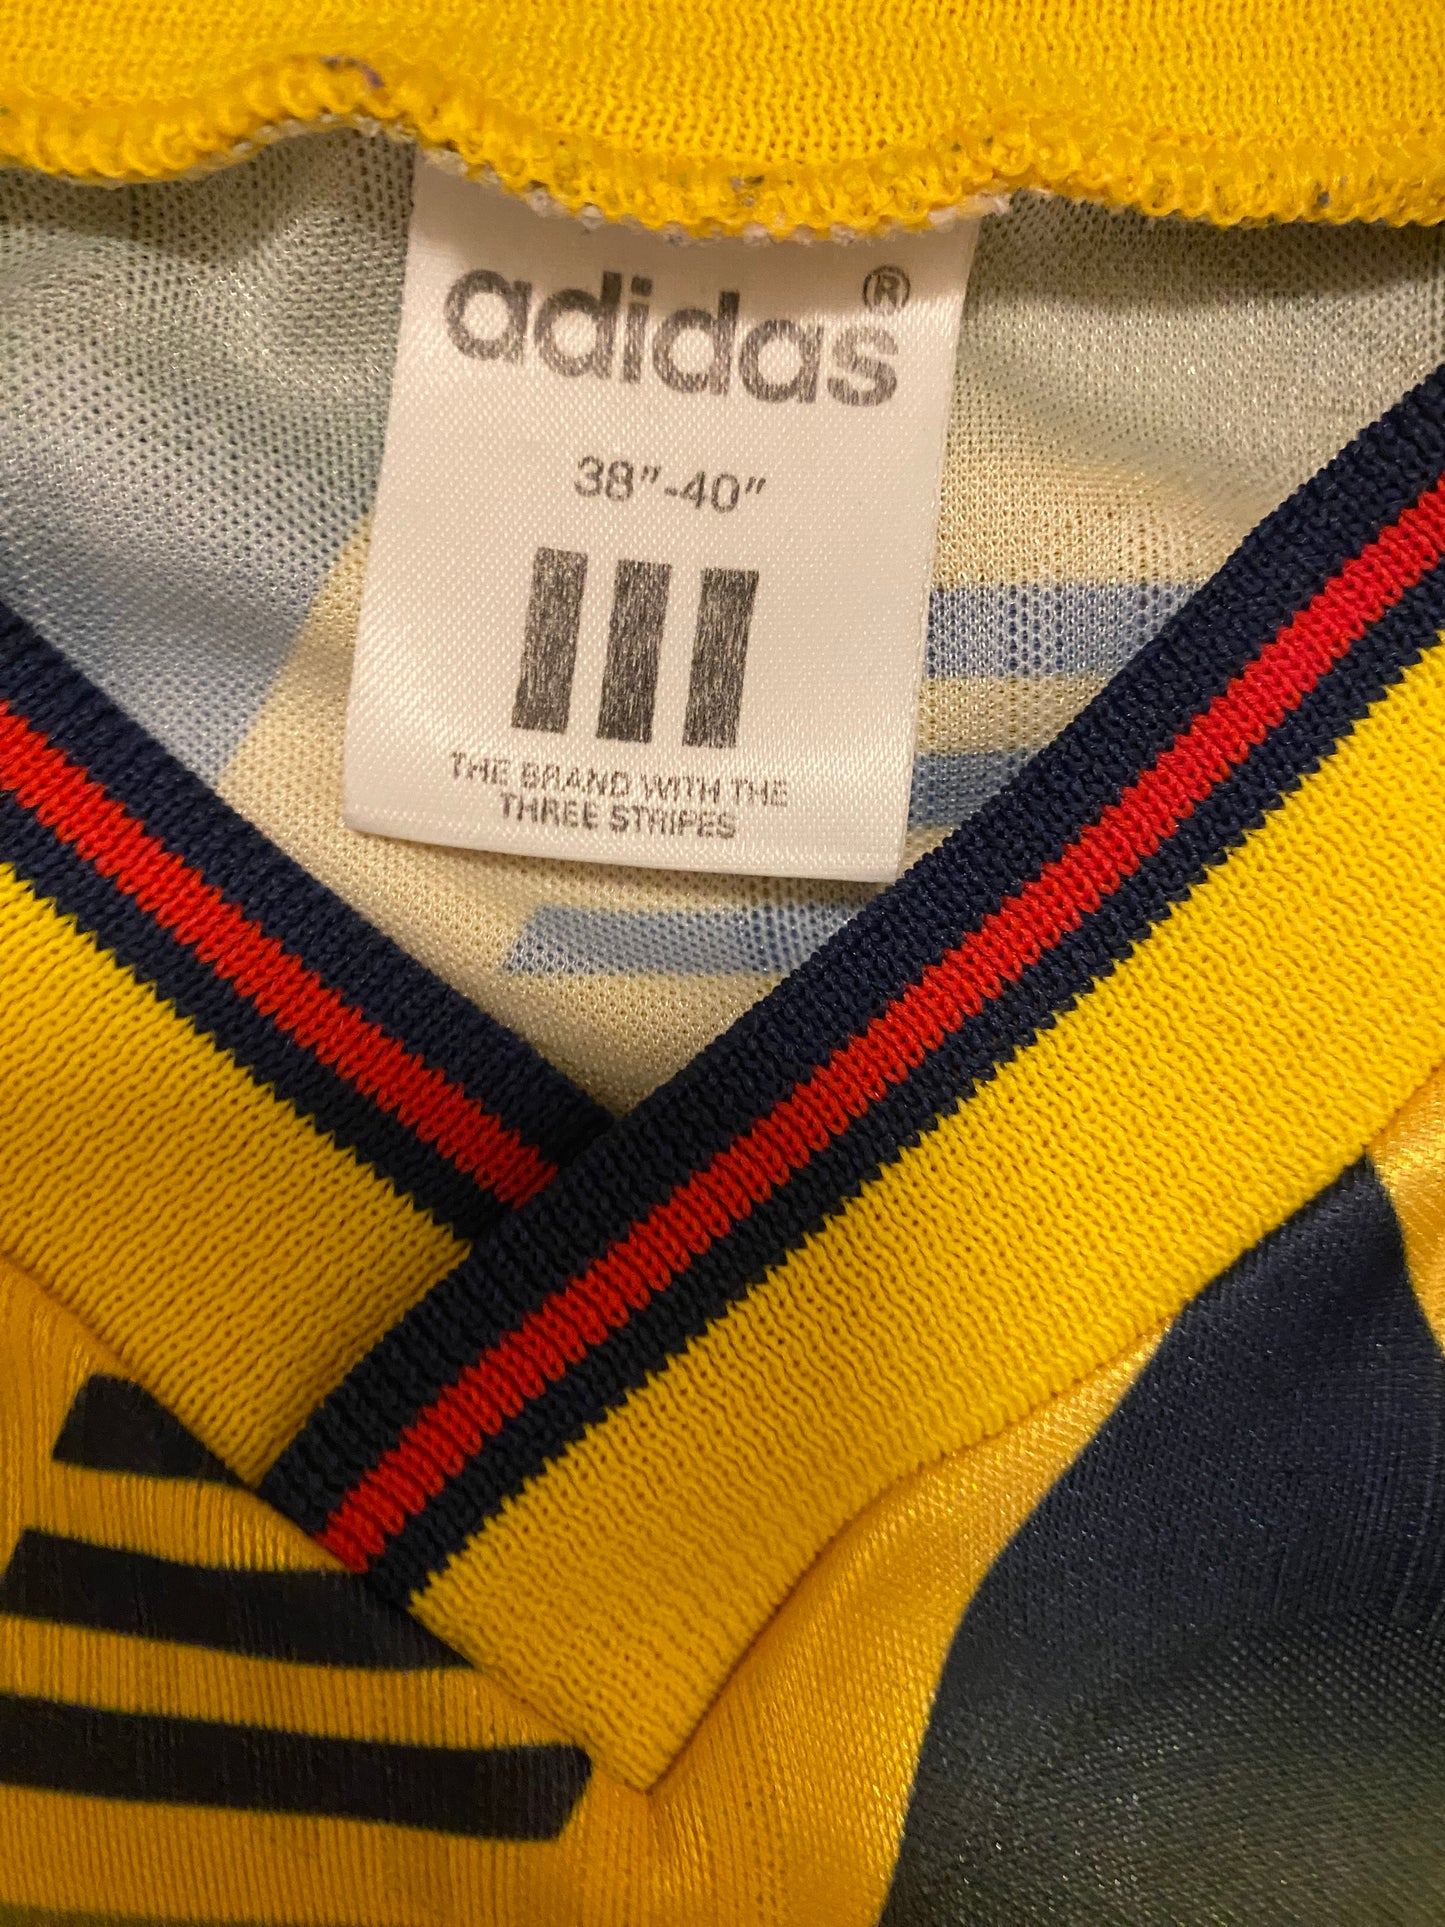 adidas®
38"-40"
THE BRAND WITH THE
THREE STRIPES